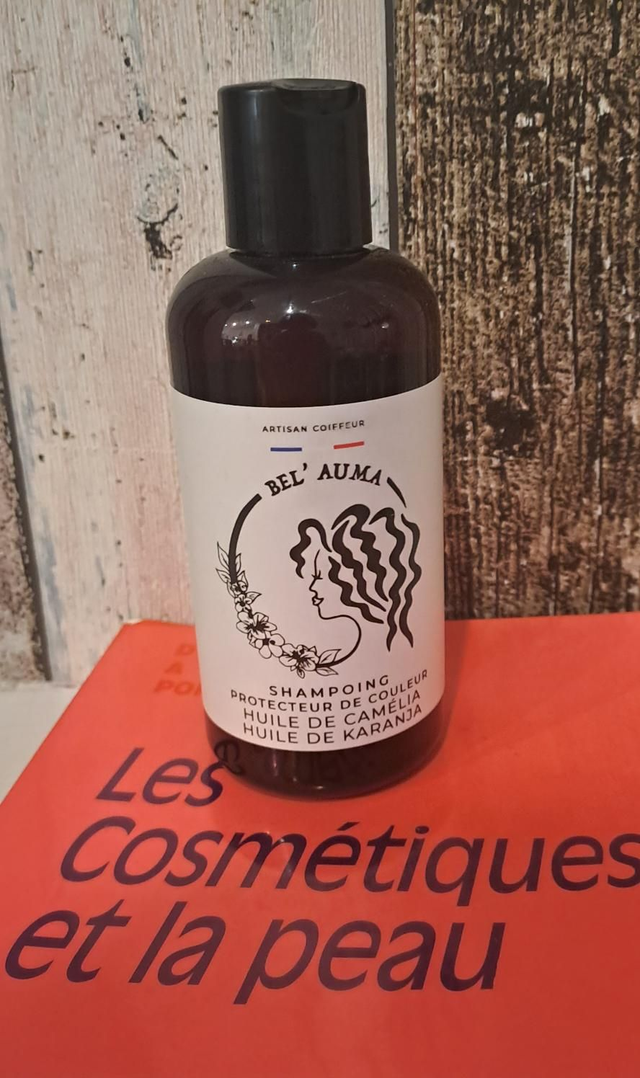 ARTISAN COIFFEUR
BEL' AUMA
SHAMPOING
PROTECTEUR DE COULEUR
HUILE DE CAMÉLIA
HUILE DE KARANJA
Les
Cosmétiques
et la peau